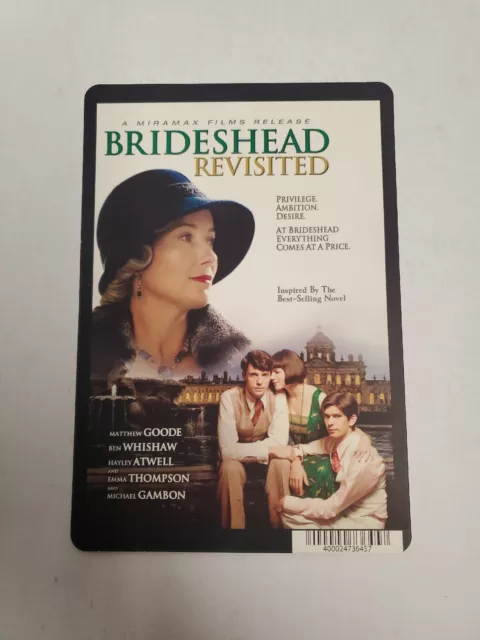 A MIRAMAX FILMS RELEASE
BRIDESHEAD
REVISITED
PRIVILEGE.
AMBITION.
DESIRE.
AT BRIDESHEAD
EVERYTHING
COMES AT A PRICE.
Inspired By The
Best-Selling Novel
MATTHEW GOODE
BEN WHISHAW
HAYLEY ATWELL
AND
EMMA THOMPSON
AND
MICHAEL GAMBON
400024736457